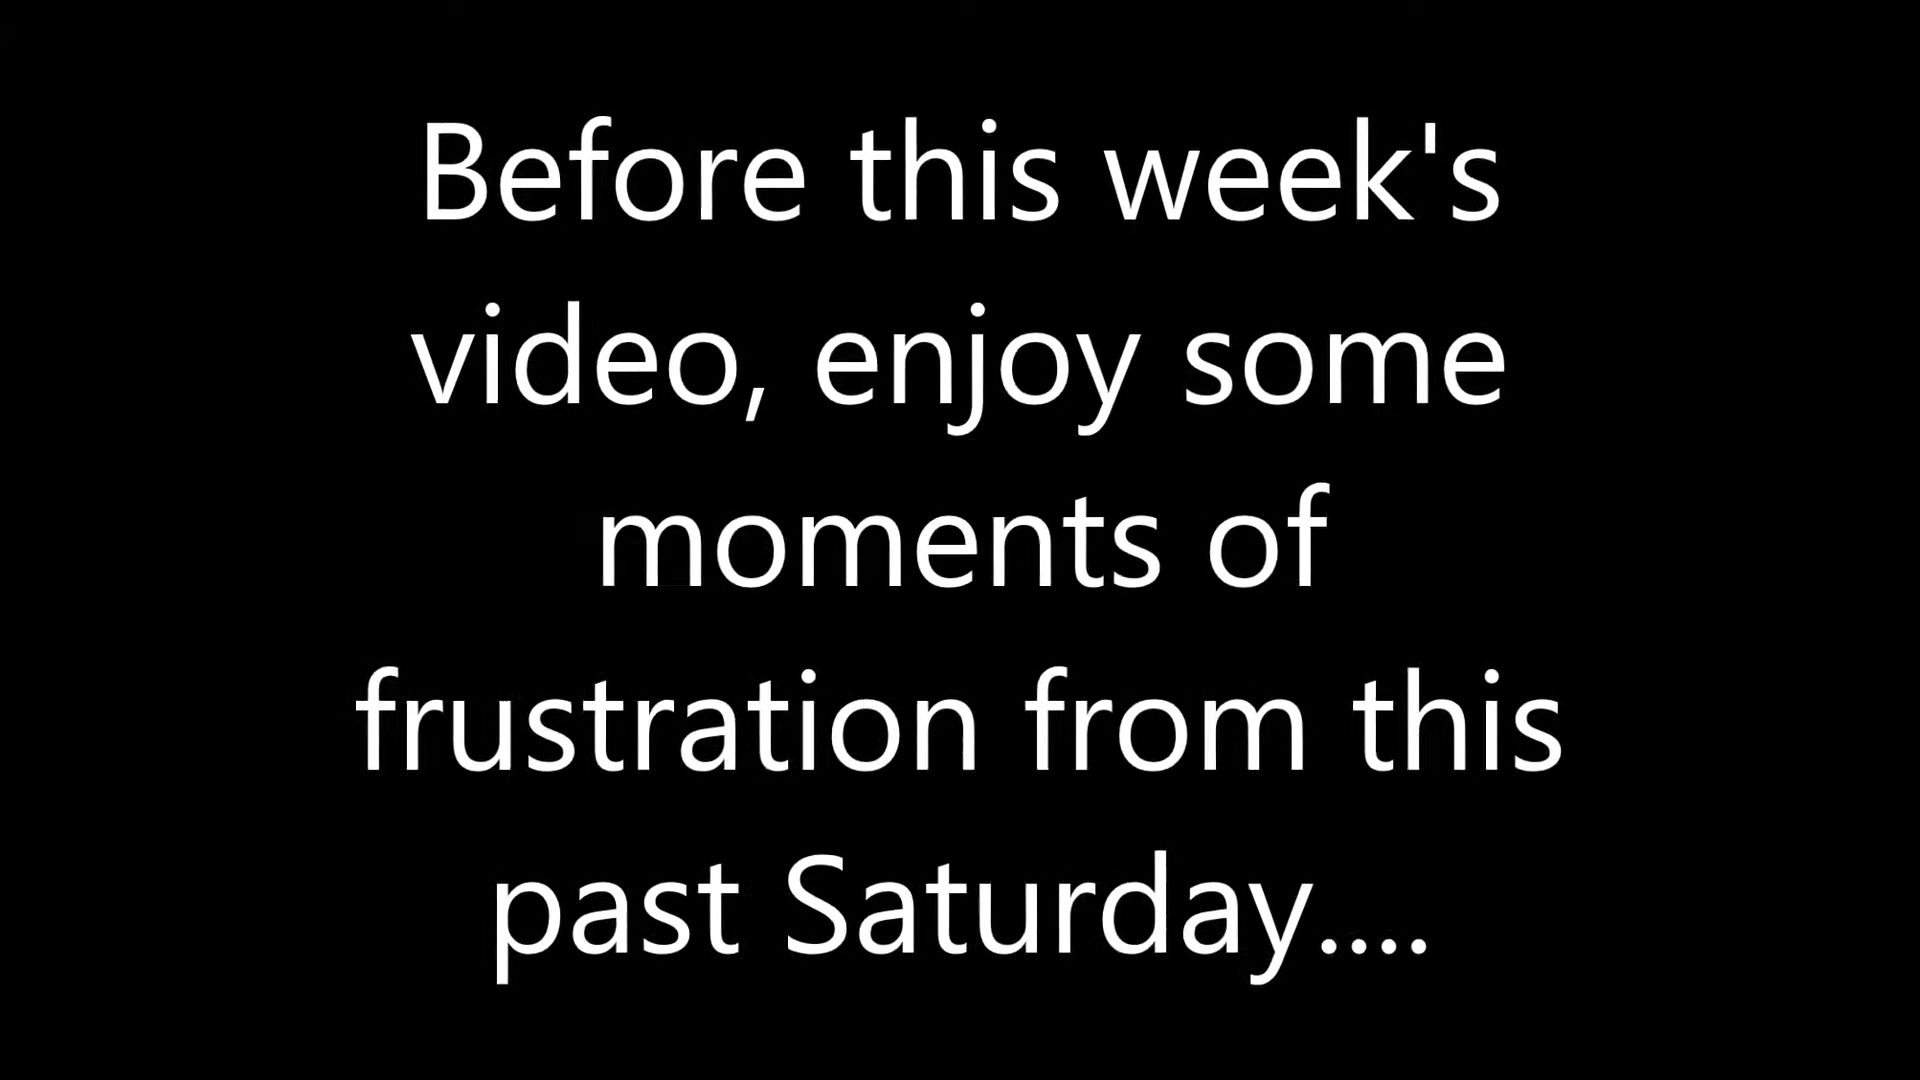 Before this week's
video, enjoy some
moments of
frustration from this
past Saturday....